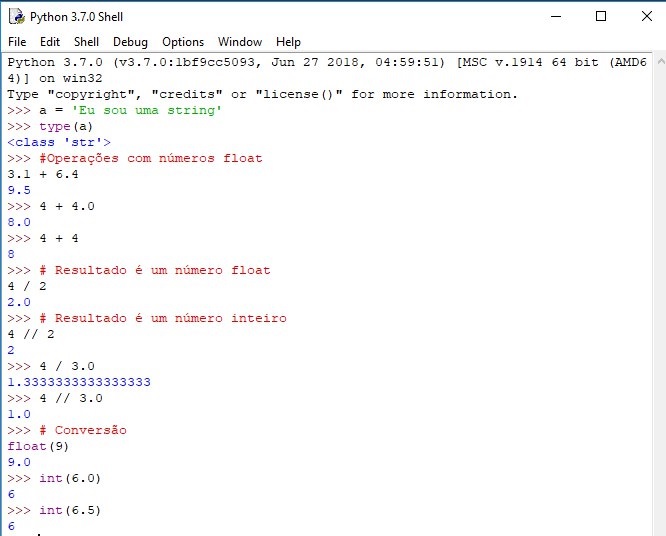 Python 3.7.0 Shell
File Edit Shell Debug Options Window Help
Python 3.7.0 (v3.7.0:1bf9cc5093, Jun 27 2018, 04:59:51) [MSC v.1914 64 bit (AMD6
4)] on win32
Type "copyright", "credits" or "license()" for more information.
>>> a = 'Eu sou uma string'
>>> type(a)
<class 'str'>
>>> #Operações com números float
3.1 + 6.4
9.5
>>> 4 + 4.0
8.0
>>> 4 + 4
8
>>> # Resultado é um número float
4 / 2
2.0
>>> # Resultado é um número inteiro
4 // 2
2
>>> 4 / 3.0
1.3333333333333333
>>> 4 // 3.0
1.0
>>> # Conversão
float(9)
9.0
>>> int(6.0)
6
>>> int(6.5)
6